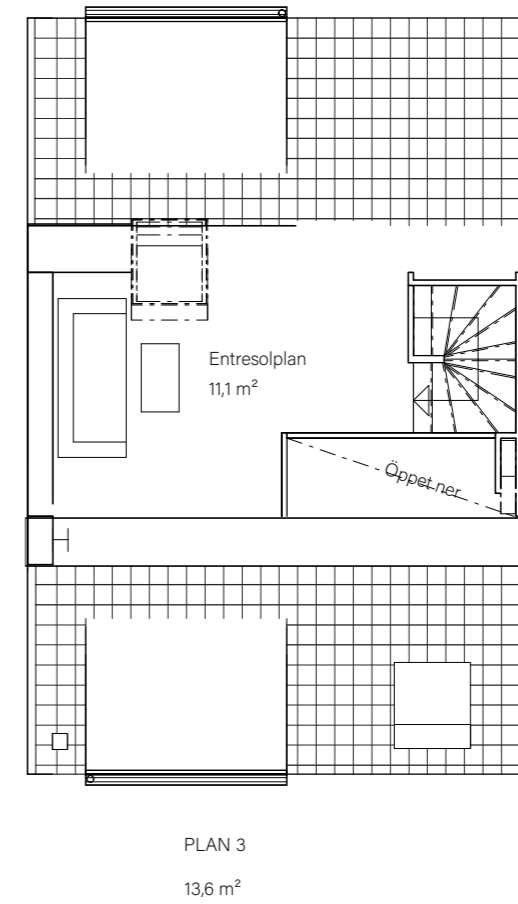 Entresolplan
11,1 m²
Öppet ner
PLAN 3
13,6 m²